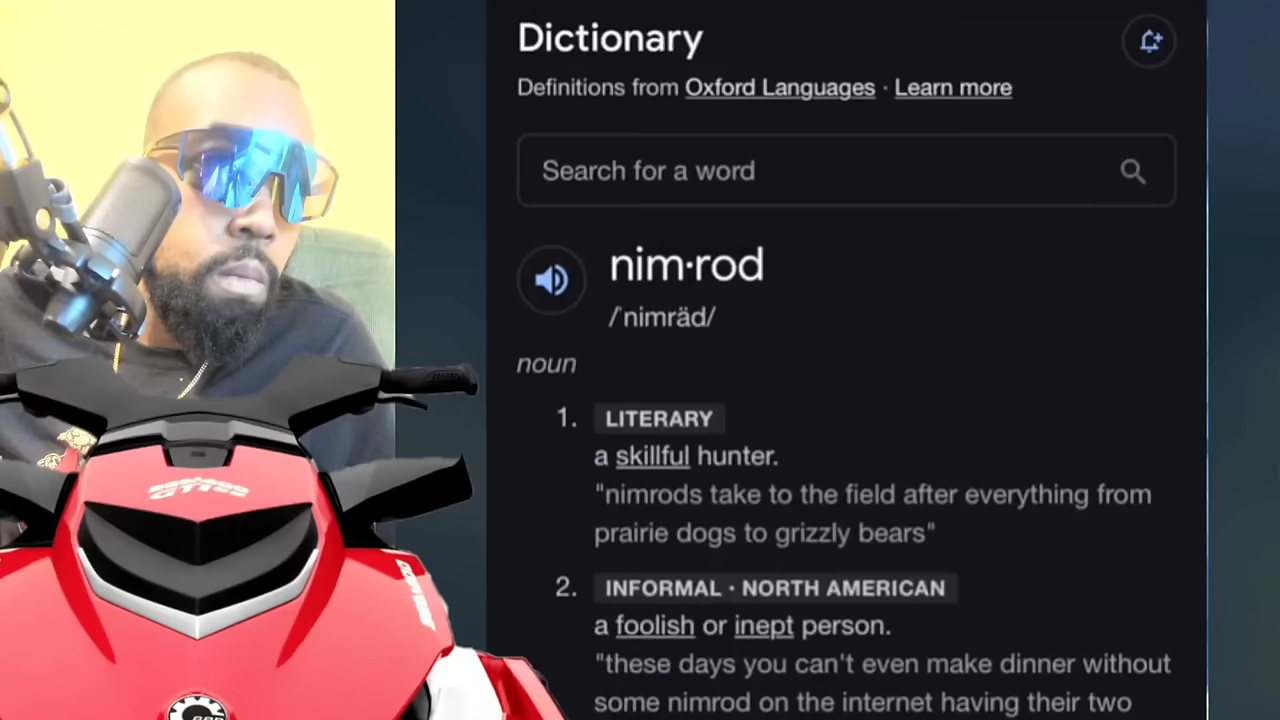 Dictionary
Definitions from Oxford Languages · Learn more
Search for a word
nim·rod
/ˈnimräd/
noun
1. LITERARY
a skillful hunter.
"nimrods take to the field after everything from
prairie dogs to grizzly bears"
2. INFORMAL · NORTH AMERICAN
a foolish or inept person.
"these days you can't even make dinner without
some nimrod on the internet having their two